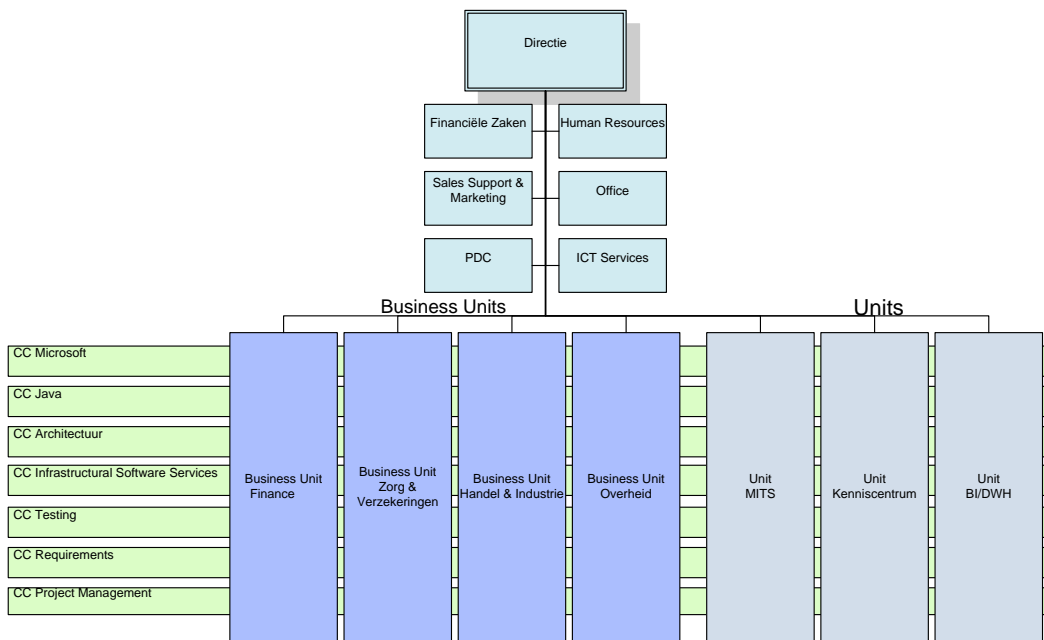 Directie
Financiële Zaken
Human Resources
Sales Support &
Marketing
Office
PDC
ICT Services
Business Units
Units
CC Microsoft
CC Java
CC Architectuur
CC Infrastructural Software Services
CC Testing
CC Requirements
CC Project Management
Business Unit
Finance
Business Unit
Zorg &
Verzekeringen
Business Unit
Handel & Industrie
Business Unit
Overheid
Unit
MITS
Unit
Kenniscentrum
Unit
BI/DWH